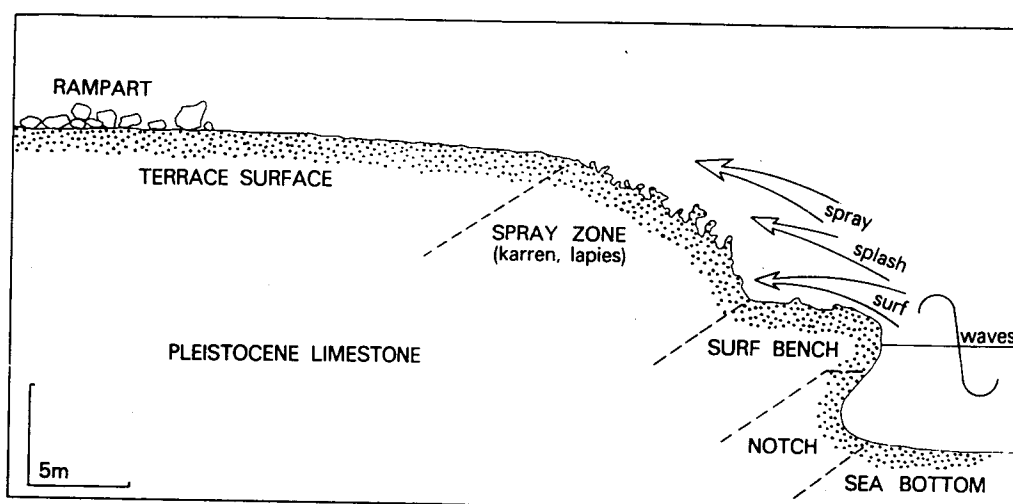 RAMPART
TERRACE SURFACE
SPRAY ZONE
(karren, lapies)
spray
splash
surf
waves
PLEISTOCENE LIMESTONE
SURF BENCH
NOTCH
SEA BOTTOM
5m